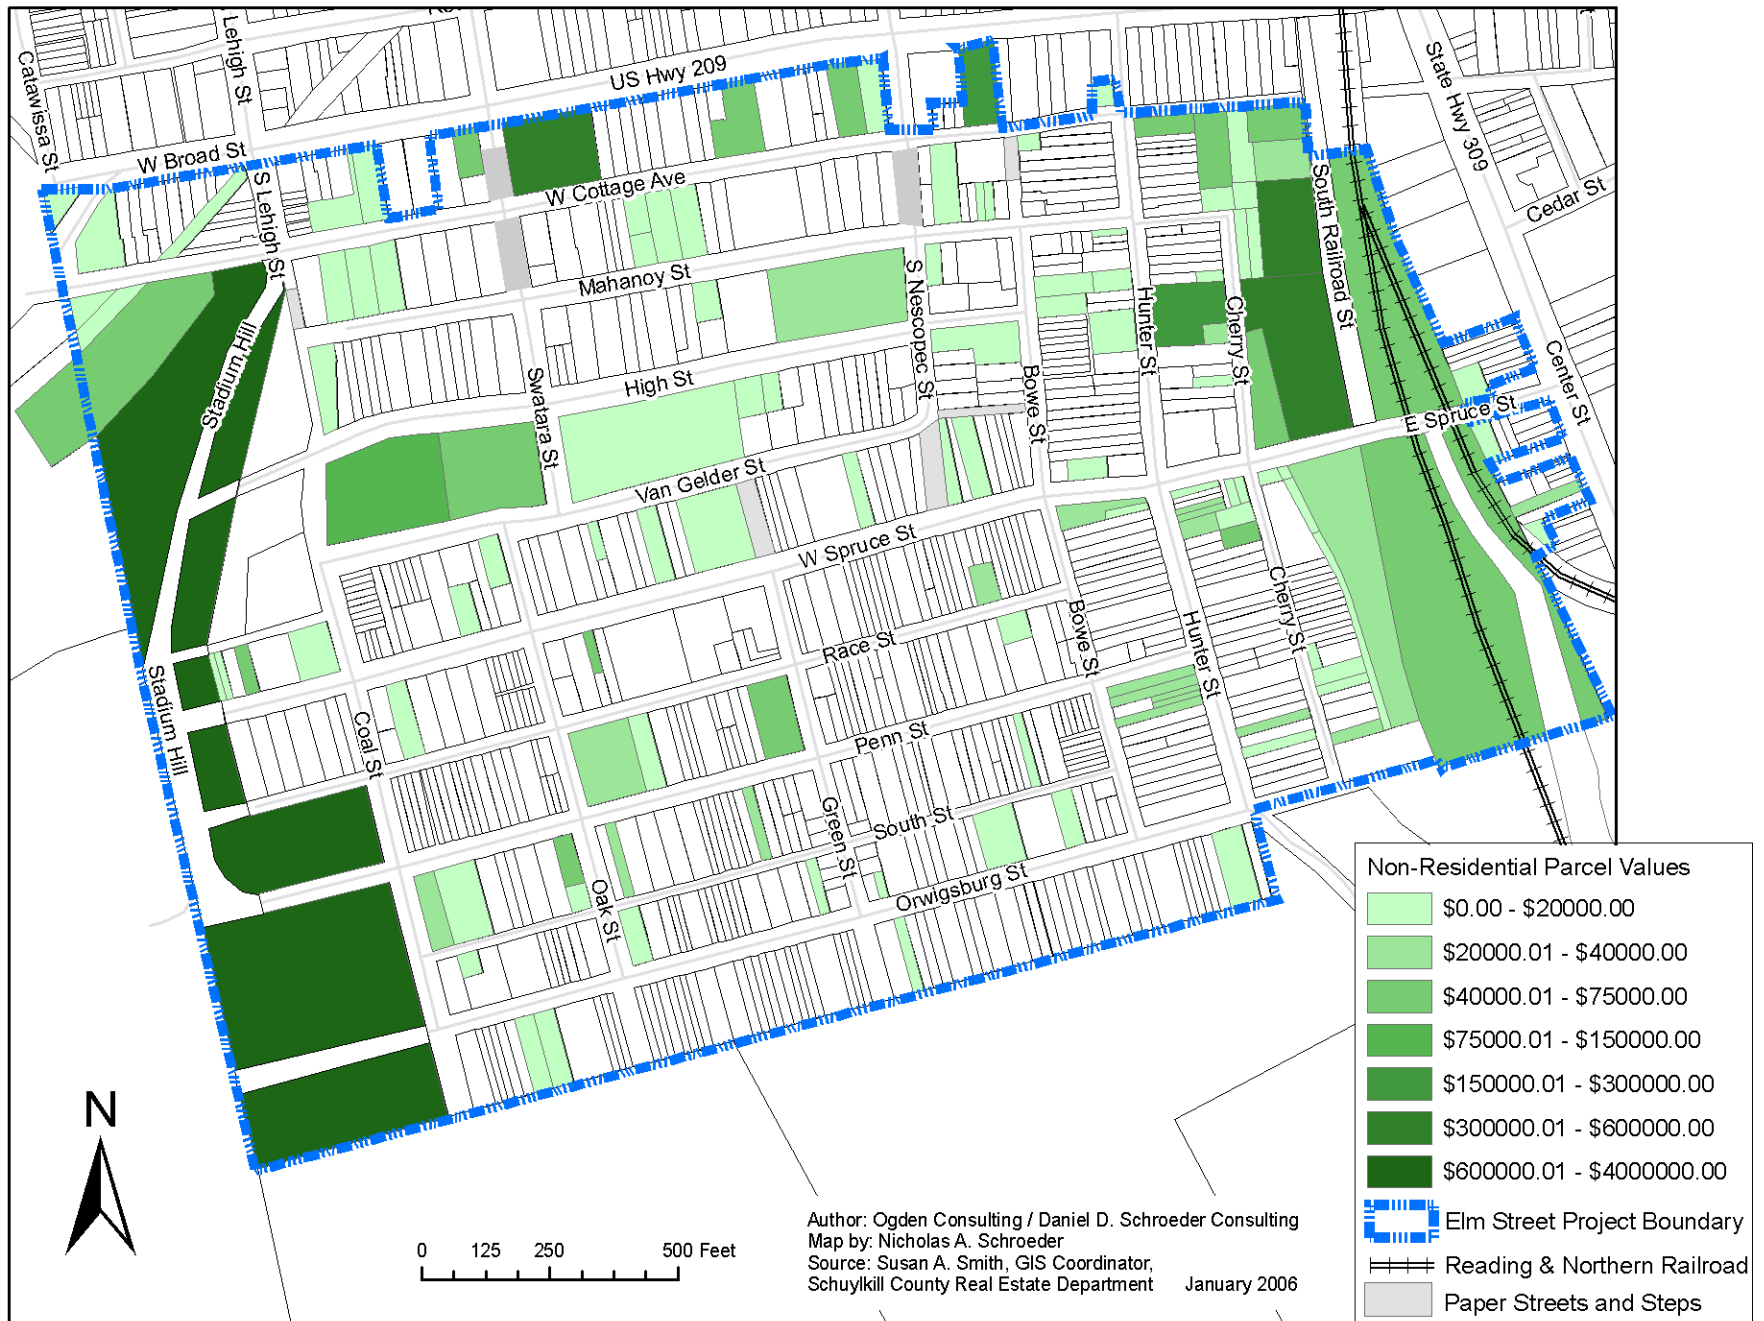 Catawissa St
Lehigh St
US Hwy 209
State Hwy 309
W Broad St
S Lehigh St
W Cottage Ave
South Railroad St
Cedar St
Mahanoy St
S Nescopec St
Hunter St
Cherry St
Stadium Hill
High St
Swatara St
Bowe St
Center St
E Spruce St
Van Gelder St
W Spruce St
Race St
Bowe St
Hunter St
Cherry St
Stadium Hill
Coal St
Penn St
Green St
South St
Oak St
Orwigsburg St
N
0 125 250 500 Feet
Author: Ogden Consulting / Daniel D. Schroeder Consulting
Map by: Nicholas A. Schroeder
Source: Susan A. Smith, GIS Coordinator,
Schuylkill County Real Estate Department January 2006
Non-Residential Parcel Values
$0.00 - $20000.00
$20000.01 - $40000.00
$40000.01 - $75000.00
$75000.01 - $150000.00
$150000.01 - $300000.00
$300000.01 - $600000.00
$600000.01 - $4000000.00
Elm Street Project Boundary
Reading & Northern Railroad
Paper Streets and Steps